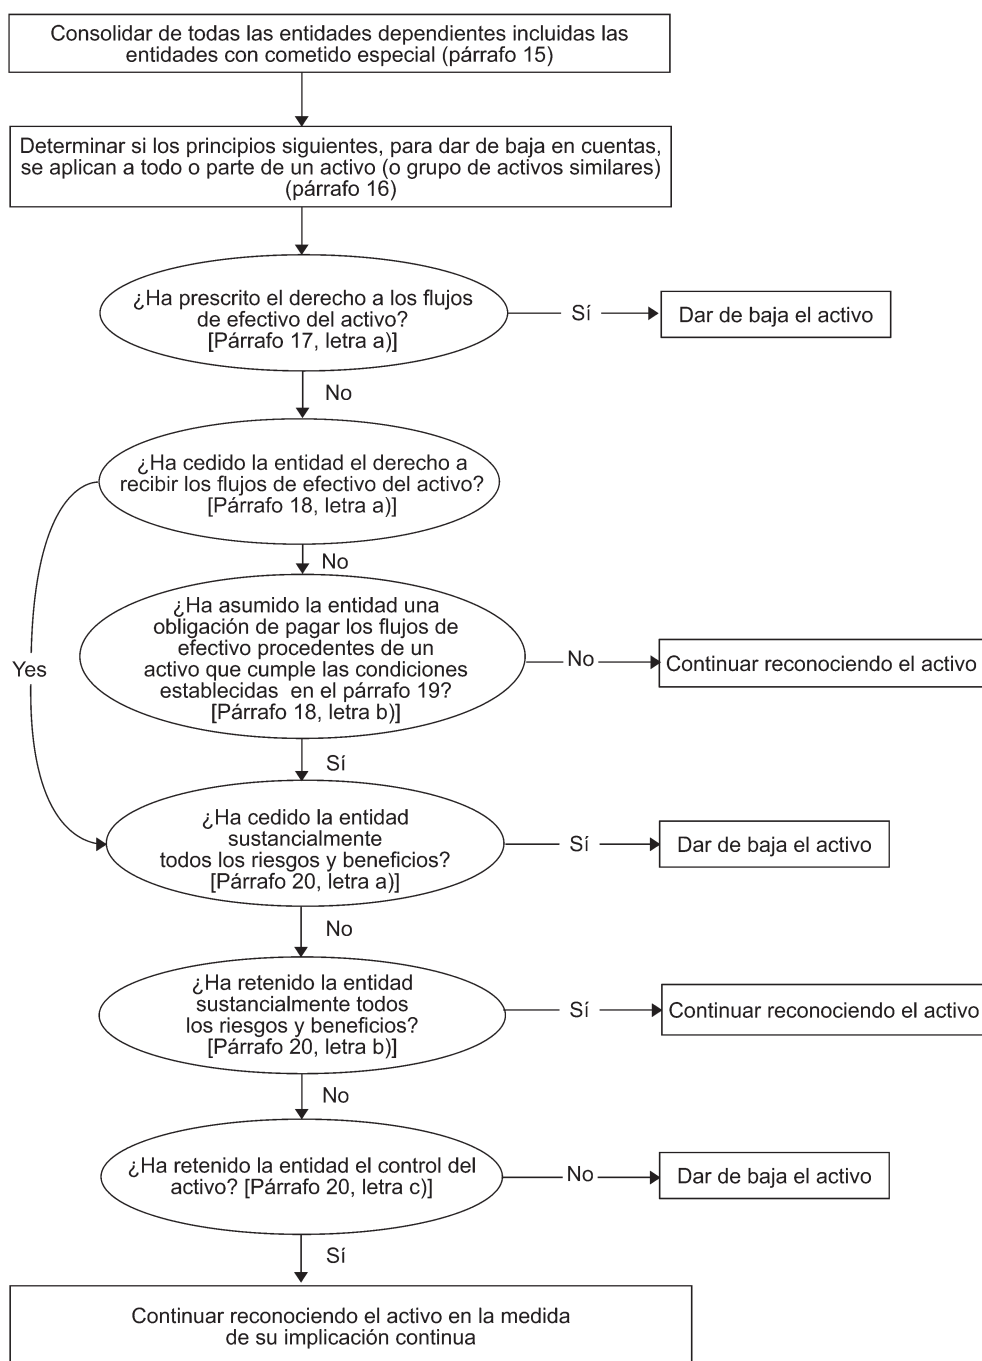 Consolidar de todas las entidades dependientes incluidas las
entidades con cometido especial (párrafo 15)
Determinar si los principios siguientes, para dar de baja en cuentas,
se aplican a todo o parte de un activo (o grupo de activos similares)
(párrafo 16)
¿Ha prescrito el derecho a los flujos
de efectivo del activo?
[Párrafo 17, letra a)]
Sí
Dar de baja el activo
No
¿Ha cedido la entidad el derecho a
recibir los flujos de efectivo del activo?
[Párrafo 18, letra a)]
No
Yes
¿Ha asumido la entidad una
obligación de pagar los flujos de
efectivo procedentes de un
activo que cumple las condiciones
establecidas en el párrafo 19?
[Párrafo 18, letra b)]
No
Continuar reconociendo el activo
Sí
¿Ha cedido la entidad
sustancialmente
todos los riesgos y beneficios?
[Párrafo 20, letra a)]
Sí
Dar de baja el activo
No
¿Ha retenido la entidad
sustancialmente todos
los riesgos y beneficios?
[Párrafo 20, letra b)]
Sí
Continuar reconociendo el activo
No
¿Ha retenido la entidad el control del
activo? [Párrafo 20, letra c)]
No
Dar de baja el activo
Sí
Continuar reconociendo el activo en la medida
de su implicación continua